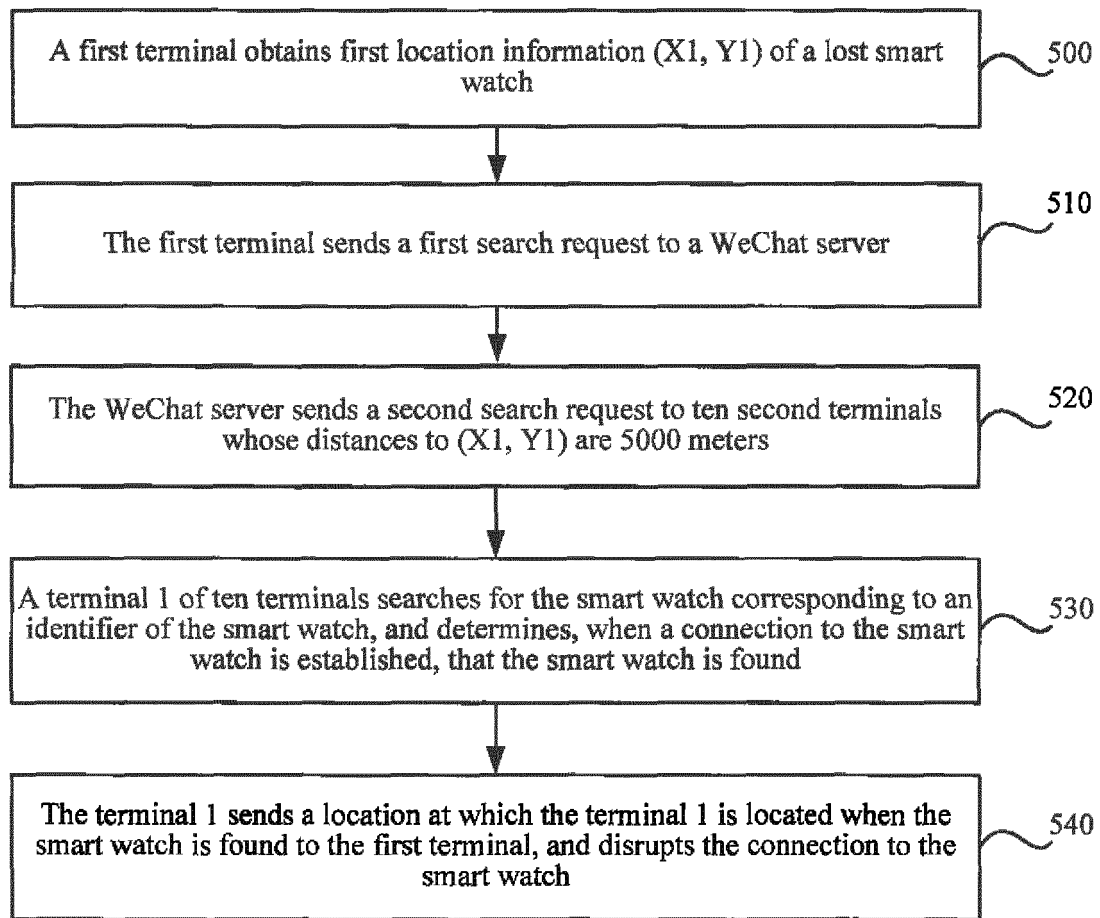 A first terminal obtains first location information (X1, Y1) of a lost smart
watch
500
The first terminal sends a first search request to a WeChat server
510
The WeChat server sends a second search request to ten second terminals
whose distances to (X1, Y1) are 5000 meters
520
A terminal 1 of ten terminals searches for the smart watch corresponding to an
identifier of the smart watch, and determines, when a connection to the smart
watch is established, that the smart watch is found
530
The terminal 1 sends a location at which the terminal 1 is located when the
smart watch is found to the first terminal, and disrupts the connection to the
smart watch
540